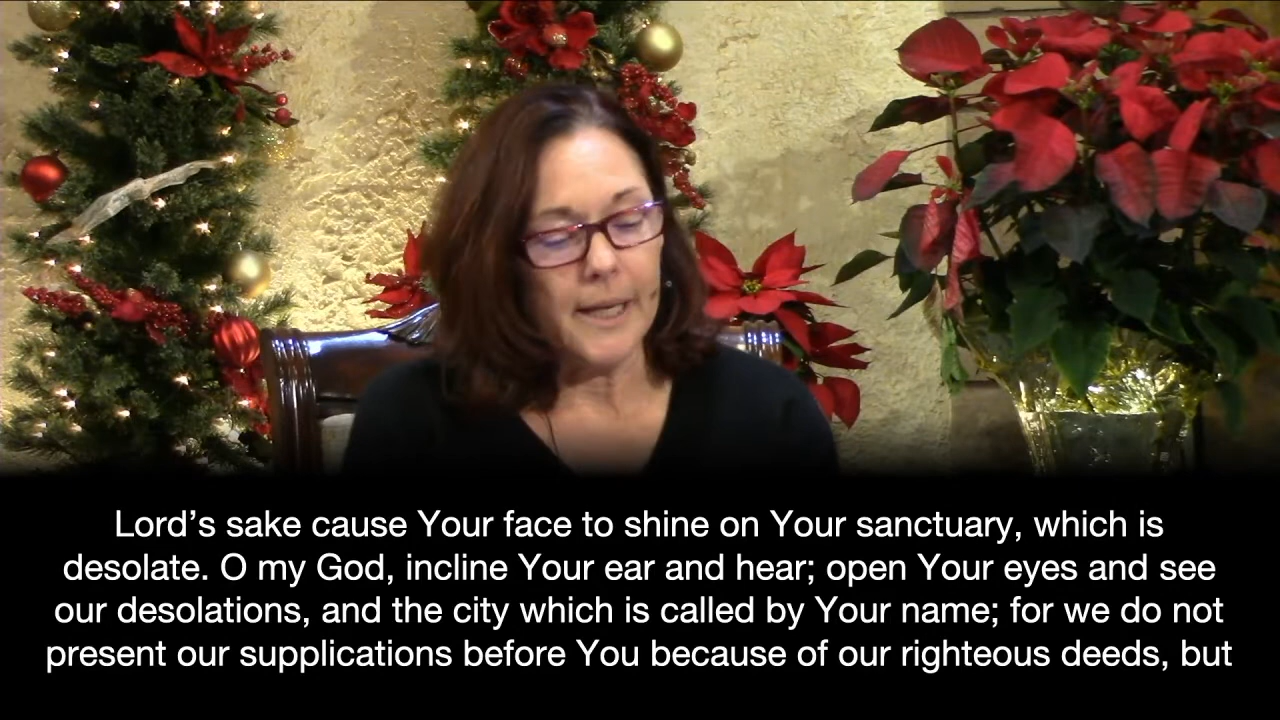 Lord’s sake cause Your face to shine on Your sanctuary, which is
desolate. O my God, incline Your ear and hear; open Your eyes and see
our desolations, and the city which is called by Your name; for we do not
present our supplications before You because of our righteous deeds, but